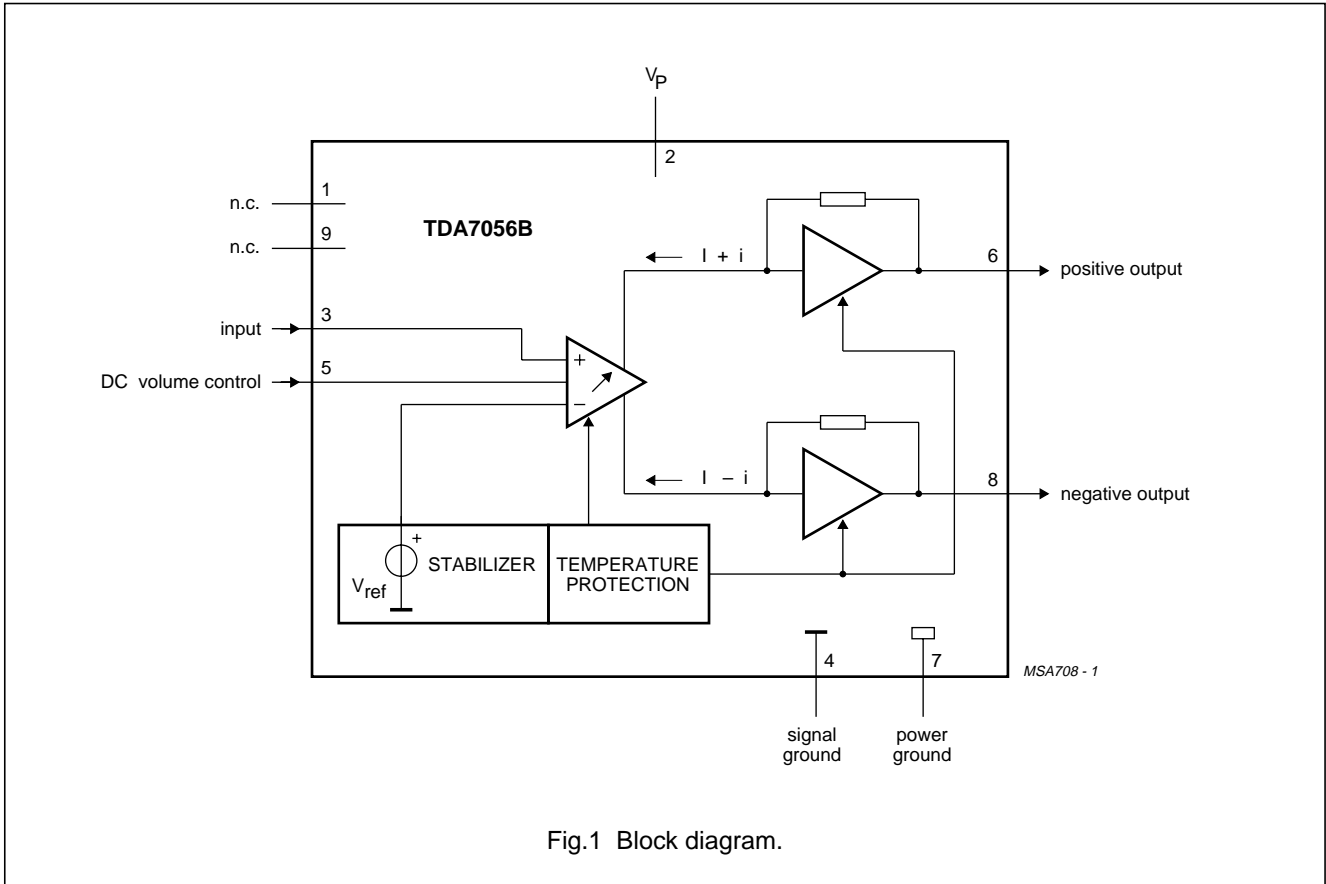 VP
2
1
n.c.
TDA7056B
9
n.c.
I + i
6
positive output
3
input
+
5
DC volume control
−
I − i
8
negative output
+
STABILIZER
TEMPERATURE
PROTECTION
Vref
4
7
MSA708 - 1
signal
ground
power
ground
Fig.1 Block diagram.